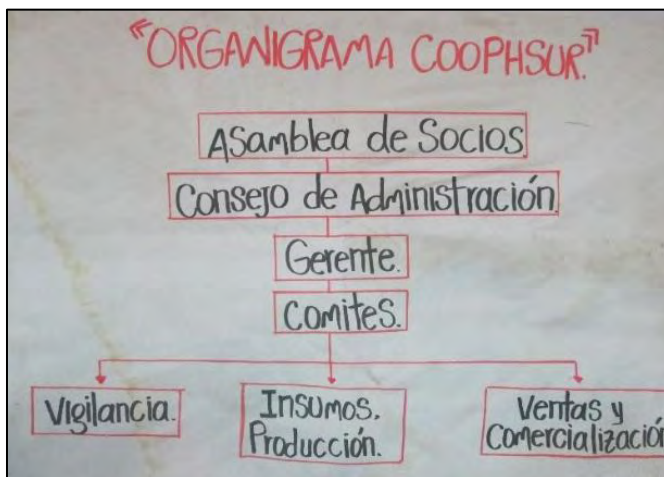 "ORGANIGRAMA COOPHSUR."
Asamblea de Socios.
Consejo de Administración.
Gerente.
Comites.
Vigilancia.
Insumos.
Producción.
Ventas y
Comercialización